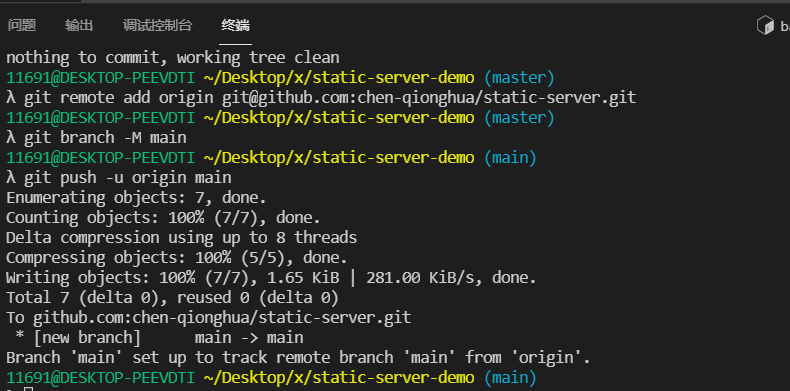 问题 输出 调试控制台 终端
nothing to commit, working tree clean
11691@DESKTOP-PEEVDTI ~/Desktop/x/static-server-demo (master)
λ git remote add origin git@github.com:chen-qionghua/static-server.git
11691@DESKTOP-PEEVDTI ~/Desktop/x/static-server-demo (master)
λ git branch -M main
11691@DESKTOP-PEEVDTI ~/Desktop/x/static-server-demo (main)
λ git push -u origin main
Enumerating objects: 7, done.
Counting objects: 100% (7/7), done.
Delta compression using up to 8 threads
Compressing objects: 100% (5/5), done.
Writing objects: 100% (7/7), 1.65 KiB | 281.00 KiB/s, done.
Total 7 (delta 0), reused 0 (delta 0)
To github.com:chen-qionghua/static-server.git
 * [new branch]      main -> main
Branch 'main' set up to track remote branch 'main' from 'origin'.
11691@DESKTOP-PEEVDTI ~/Desktop/x/static-server-demo (main)